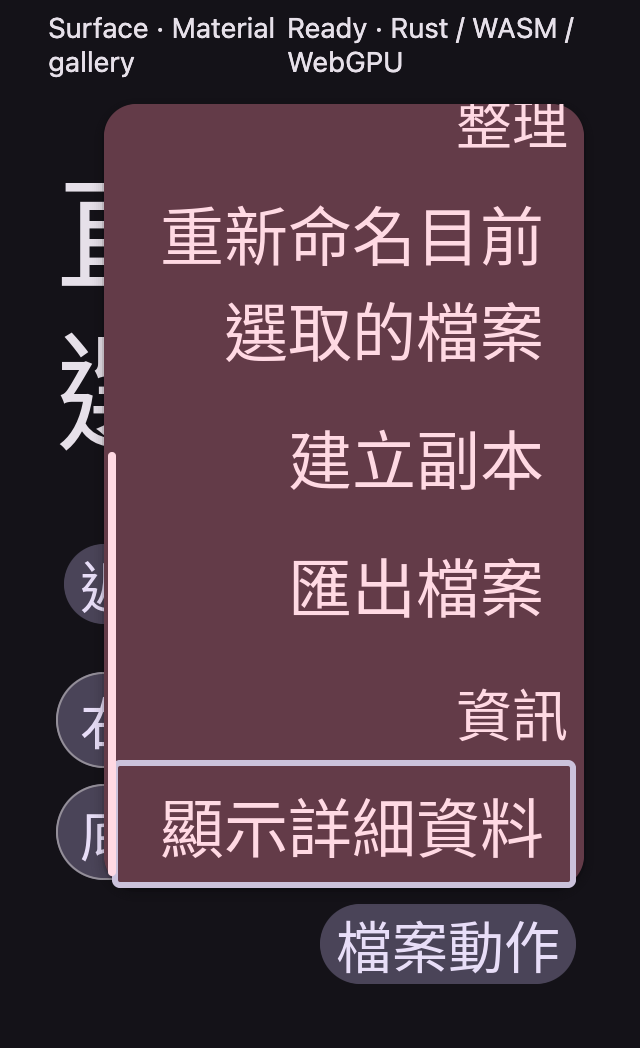 Surface · Material gallery
Ready · Rust / WASM / WebGPU
整理
重新命名目前
選取的檔案
建立副本
匯出檔案
資訊
顯示詳細資料
檔案動作